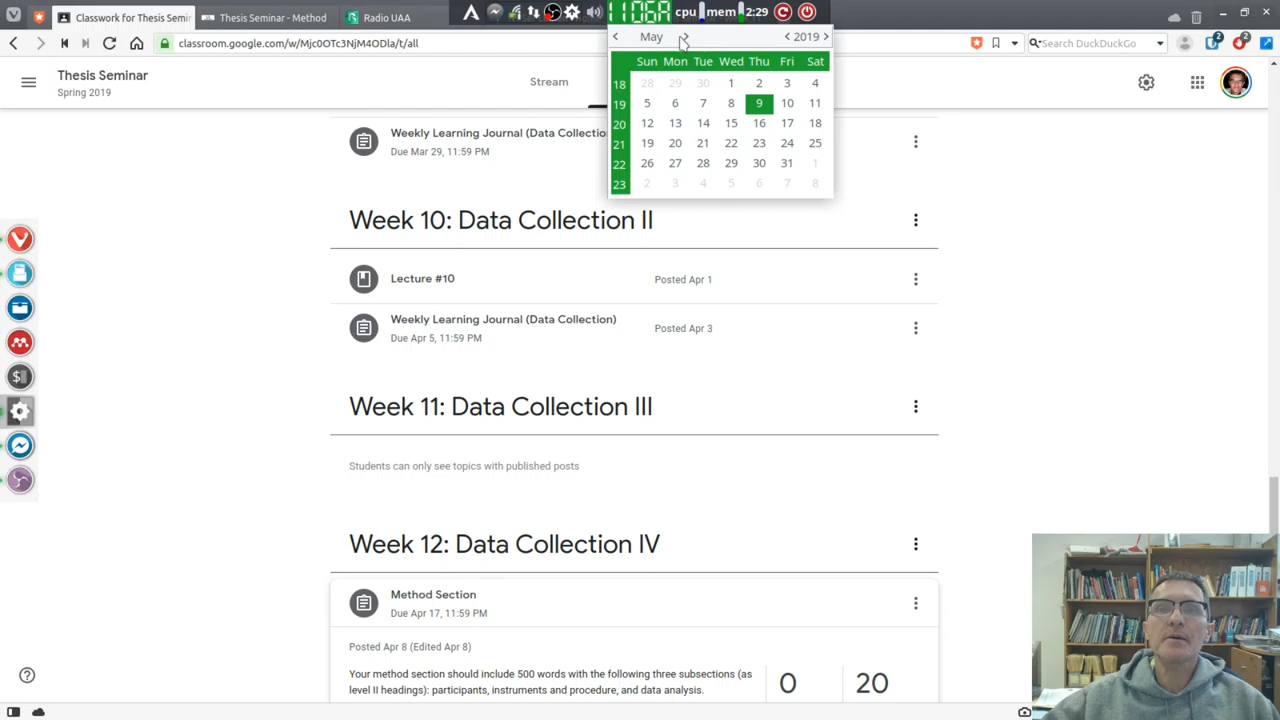 Classwork for Thesis Semin
Thesis Seminar - Method
Radio UAA
1106A
cpu
mem
2:29
classroom.google.com/w/Mjc0OTc3NjM4ODla/t/all
Search DuckDuckGo
2
2
May
2019
Sun Mon Tue Wed Thu Fri Sat
18 28 29 30 1 2 3 4
19 5 6 7 8 9 10 11
20 12 13 14 15 16 17 18
21 19 20 21 22 23 24 25
22 26 27 28 29 30 31 1
23 2 3 4 5 6 7 8
Thesis Seminar
Spring 2019
Stream
Weekly Learning Journal (Data Collectio
Due Mar 29, 11:59 PM
Week 10: Data Collection II
Lecture #10
Posted Apr 1
Weekly Learning Journal (Data Collection)
Posted Apr 3
Due Apr 5, 11:59 PM
Week 11: Data Collection III
Students can only see topics with published posts
Week 12: Data Collection IV
Method Section
Due Apr 17, 11:59 PM
Posted Apr 8 (Edited Apr 8)
Your method section should include 500 words with the following three subsections (as
level II headings): participants, instruments and procedure, and data analysis.
0
20